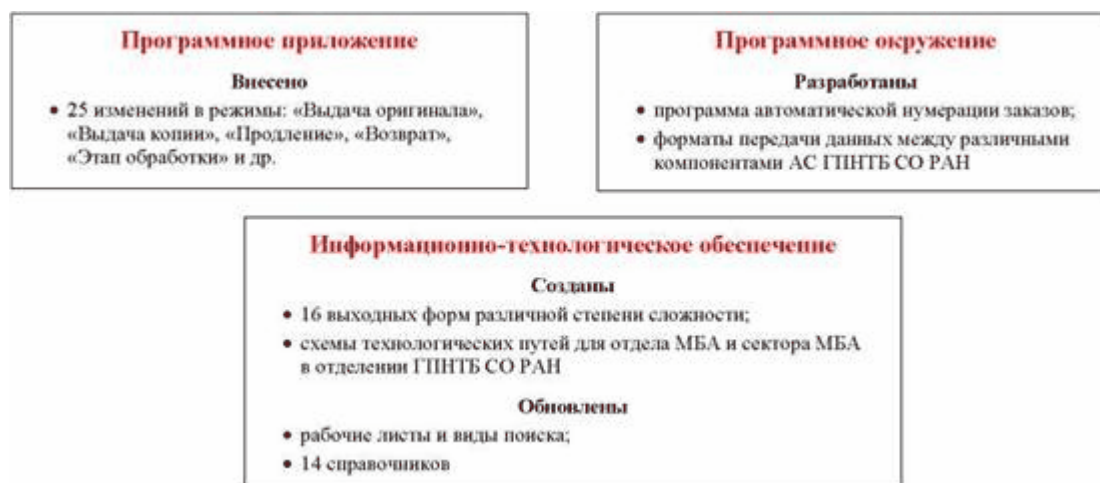 Программное приложение
Внесено
• 25 изменений в режимы: «Выдача оригинала»,
«Выдача копии», «Продление», «Возврат»,
«Этап обработки» и др.
Программное окружение
Разработаны
• программа автоматической нумерации заказов;
• форматы передачи данных между различными
компонентами АС ГПНТБ СО РАН
Информационно-технологическое обеспечение
Созданы
• 16 выходных форм различной степени сложности;
• схемы технологических путей для отдела МБА и сектора МБА
в отделении ГПНТБ СО РАН
Обновлены
• рабочие листы и виды поиска;
• 14 справочников